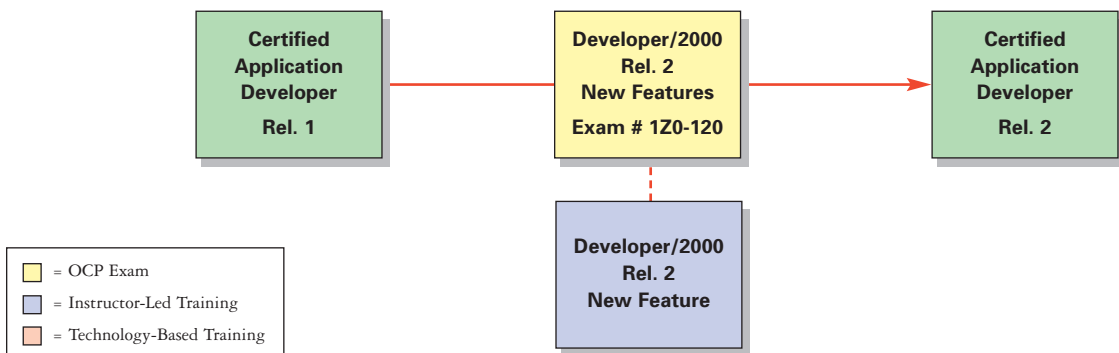 Certified
Application
Developer
Rel. 1
Developer/2000
Rel. 2
New Features
Exam # 1Z0-120
Certified
Application
Developer
Rel. 2
Developer/2000
Rel. 2
New Feature
= OCP Exam
= Instructor-Led Training
= Technology-Based Training